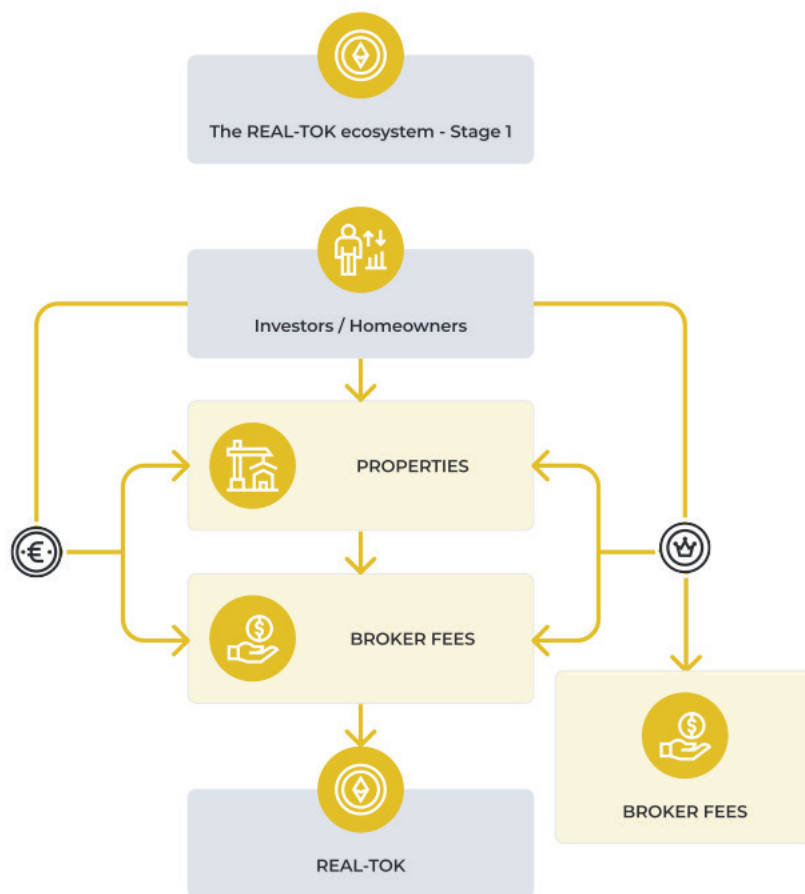 The REAL-TOK ecosystem - Stage 1
Investors / Homeowners
PROPERTIES
BROKER FEES
BROKER FEES
REAL-TOK